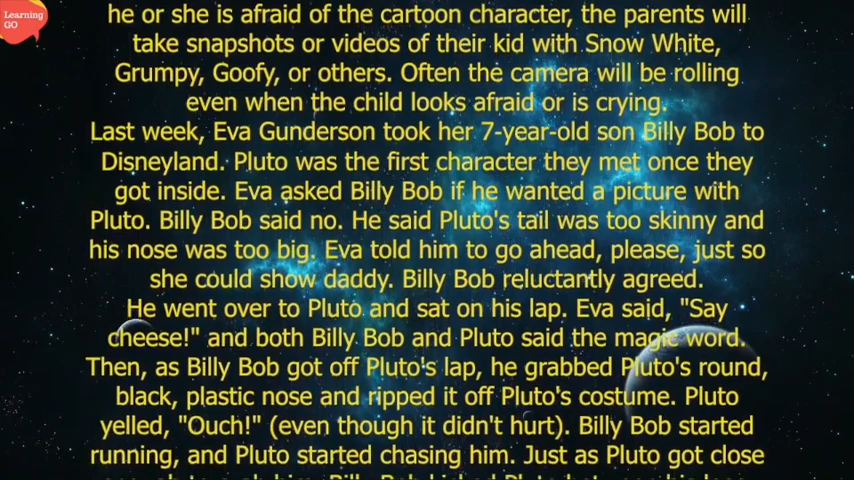 Learning
GO
he or she is afraid of the cartoon character, the parents will
take snapshots or videos of their kid with Snow White,
Grumpy, Goofy, or others. Often the camera will be rolling
even when the child looks afraid or is crying.
Last week, Eva Gunderson took her 7-year-old son Billy Bob to
Disneyland. Pluto was the first character they met once they
got inside. Eva asked Billy Bob if he wanted a picture with
Pluto. Billy Bob said no. He said Pluto's tail was too skinny and
his nose was too big. Eva told him to go ahead, please, just so
she could show daddy. Billy Bob reluctantly agreed.
He went over to Pluto and sat on his lap. Eva said, "Say
cheese!" and both Billy Bob and Pluto said the magic word.
Then, as Billy Bob got off Pluto's lap, he grabbed Pluto's round,
black, plastic nose and ripped it off Pluto's costume. Pluto
yelled, "Ouch!" (even though it didn't hurt). Billy Bob started
running, and Pluto started chasing him. Just as Pluto got close